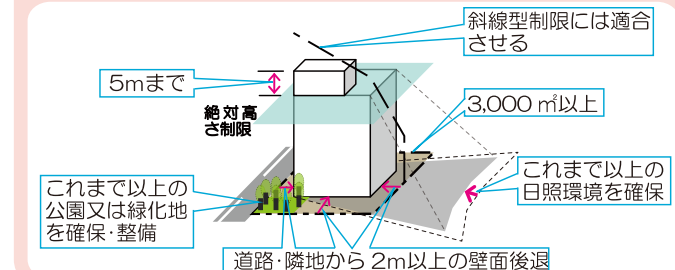 斜線型制限には適合
させる
5mまで
絶対高
さ制限
3,000 ㎡以上
これまで以上の
日照環境を確保
これまで以上の
公園又は緑化地
を確保・整備
道路・隣地から 2m以上の壁面後退